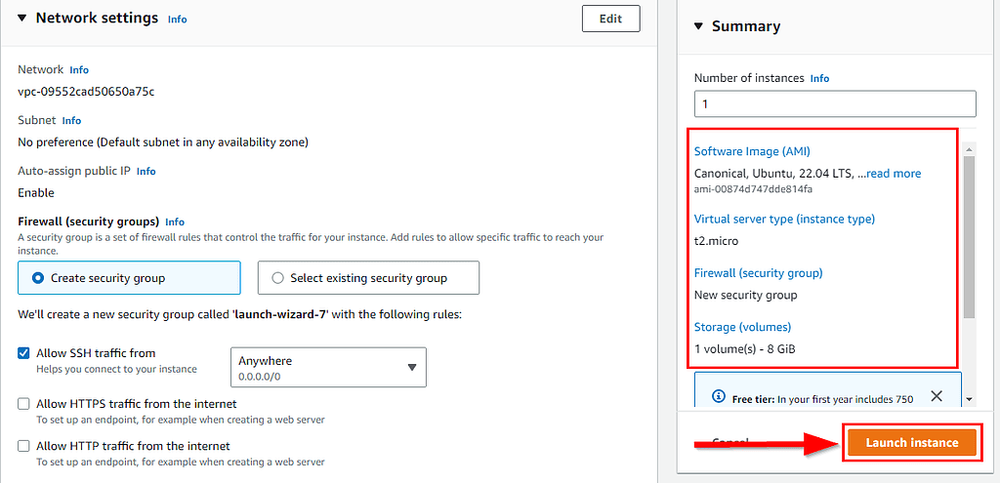 Network settings Info
Edit
Network Info
vpc-09552cad50650a75c
Subnet Info
No preference (Default subnet in any availability zone)
Auto-assign public IP Info
Enable
Firewall (security groups) Info
A security group is a set of firewall rules that control the traffic for your instance. Add rules to allow specific traffic to reach your
instance.
Create security group
Select existing security group
We'll create a new security group called 'launch-wizard-7' with the following rules:
Allow SSH traffic from
Helps you connect to your instance
Anywhere
0.0.0.0/0
Allow HTTPS traffic from the internet
To set up an endpoint, for example when creating a web server
Allow HTTP traffic from the internet
To set up an endpoint, for example when creating a web server
Summary
Number of instances Info
1
Software Image (AMI)
Canonical, Ubuntu, 22.04 LTS, ...read more
ami-00874d747dde814fa
Virtual server type (instance type)
t2.micro
Firewall (security group)
New security group
Storage (volumes)
1 volume(s) - 8 GiB
Free tier: In your first year includes 750
Cancel
Launch instance